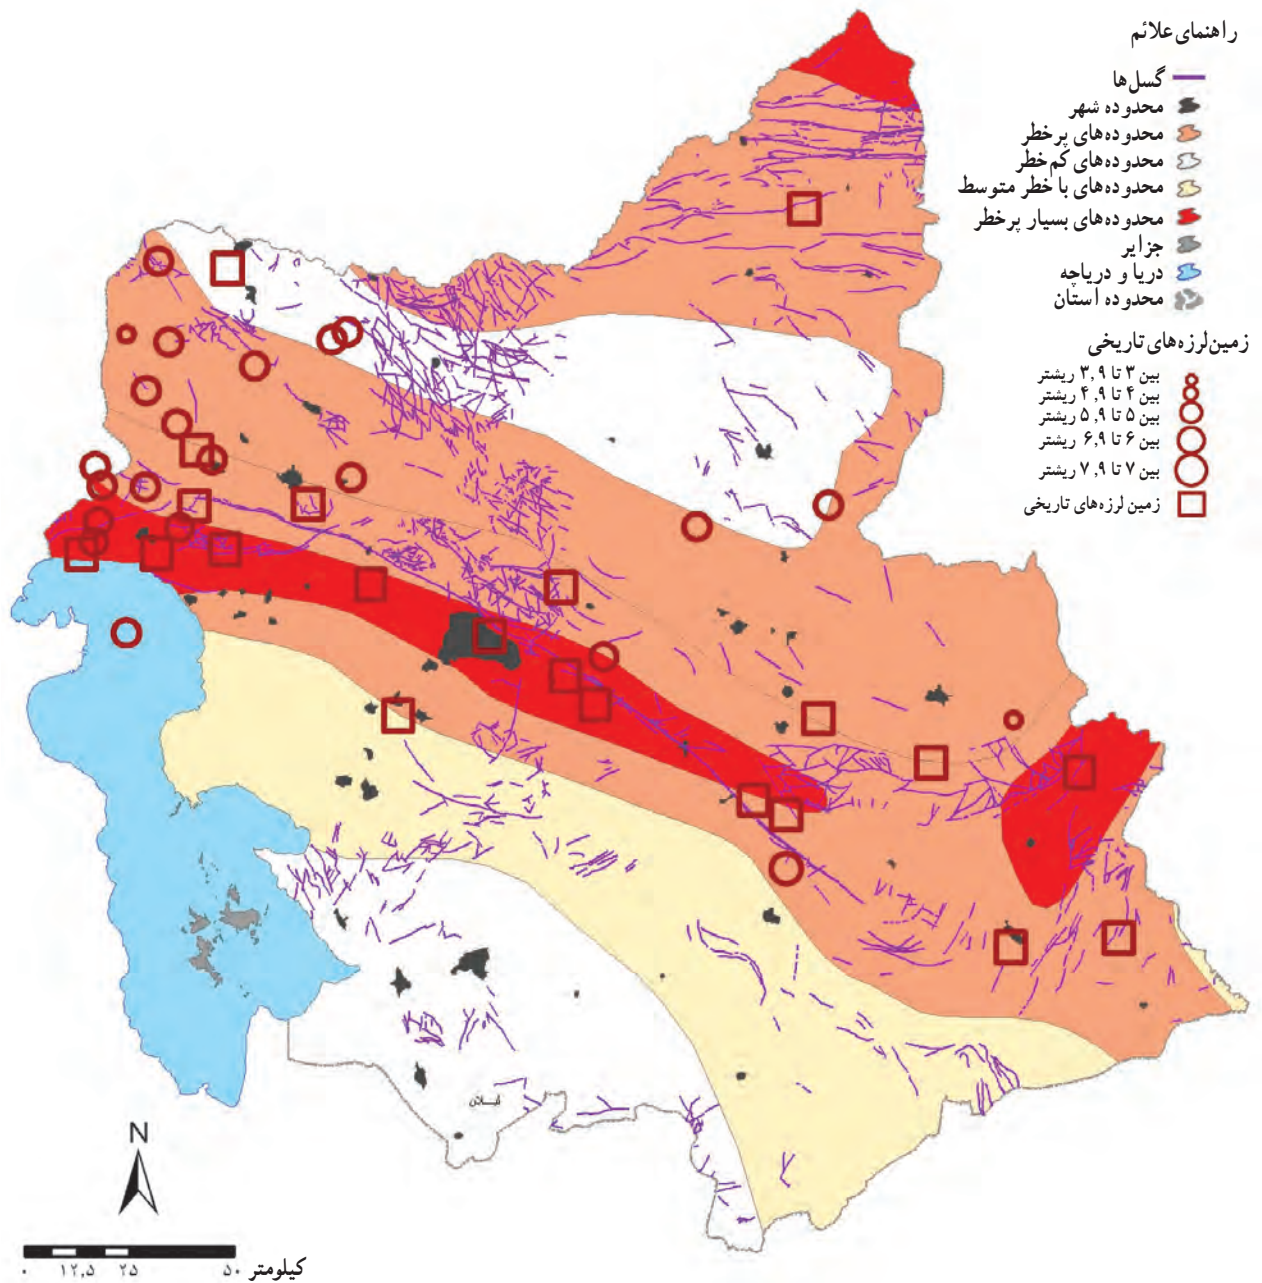 راهنمای علائم
گسل‌ها
محدوده شهر
محدوده‌های پرخطر
محدوده‌های کم‌خطر
محدوده‌های با خطر متوسط
محدوده‌های بسیار پرخطر
جزایر
دریا و دریاچه
محدوده استان
زمین‌لرزه‌های تاریخی
بین ۳ تا ۳٫۹ ریشتر
بین ۴ تا ۴٫۹ ریشتر
بین ۵ تا ۵٫۹ ریشتر
بین ۶ تا ۶٫۹ ریشتر
بین ۷ تا ۷٫۹ ریشتر
زمین لرزه‌های تاریخی
N
۰ ۱۲٫۵ ۲۵ ۵۰ کیلومتر